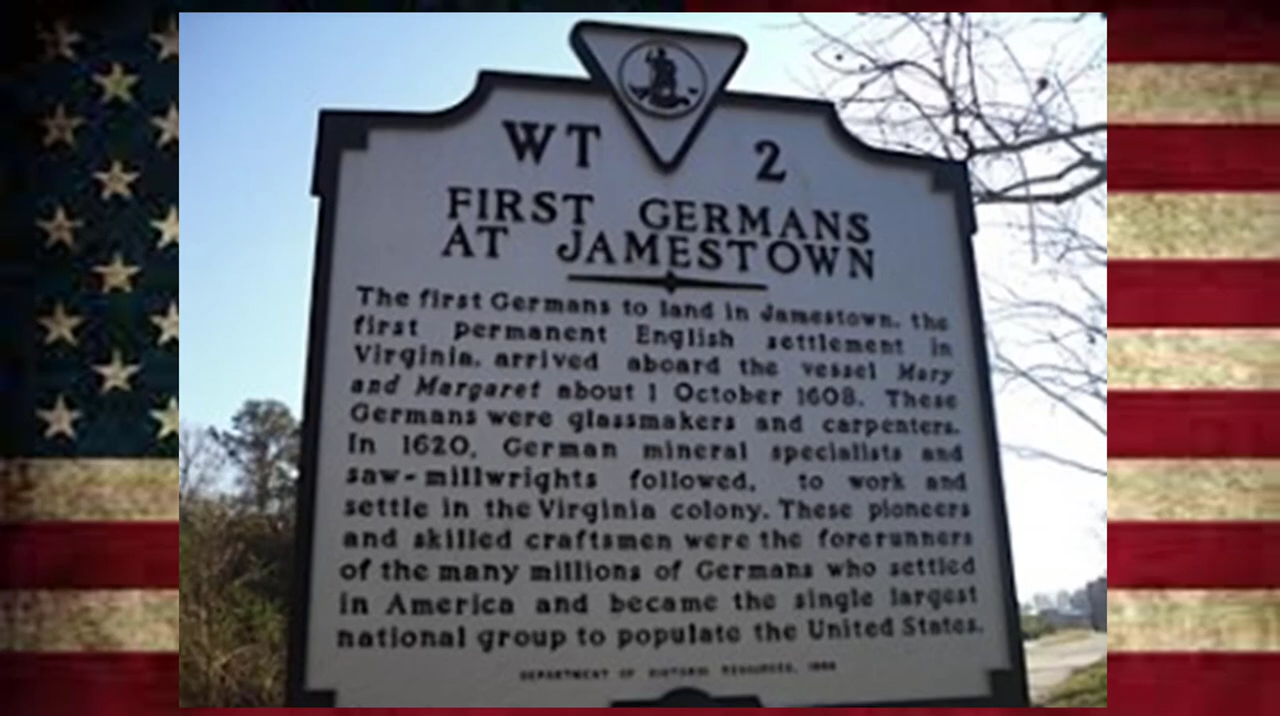 WT 2
FIRST GERMANS
AT JAMESTOWN
The first Germans to land in Jamestown, the
first permanent English settlement in
Virginia, arrived aboard the vessel Mary
and Margaret about 1 October 1608. These
Germans were glassmakers and carpenters.
In 1620, German mineral specialists and
saw-millwrights followed, to work and
settle in the Virginia colony. These pioneers
and skilled craftsmen were the forerunners
of the many millions of Germans who settled
in America and became the single largest
national group to populate the United States.
DEPARTMENT OF HISTORIC RESOURCES,